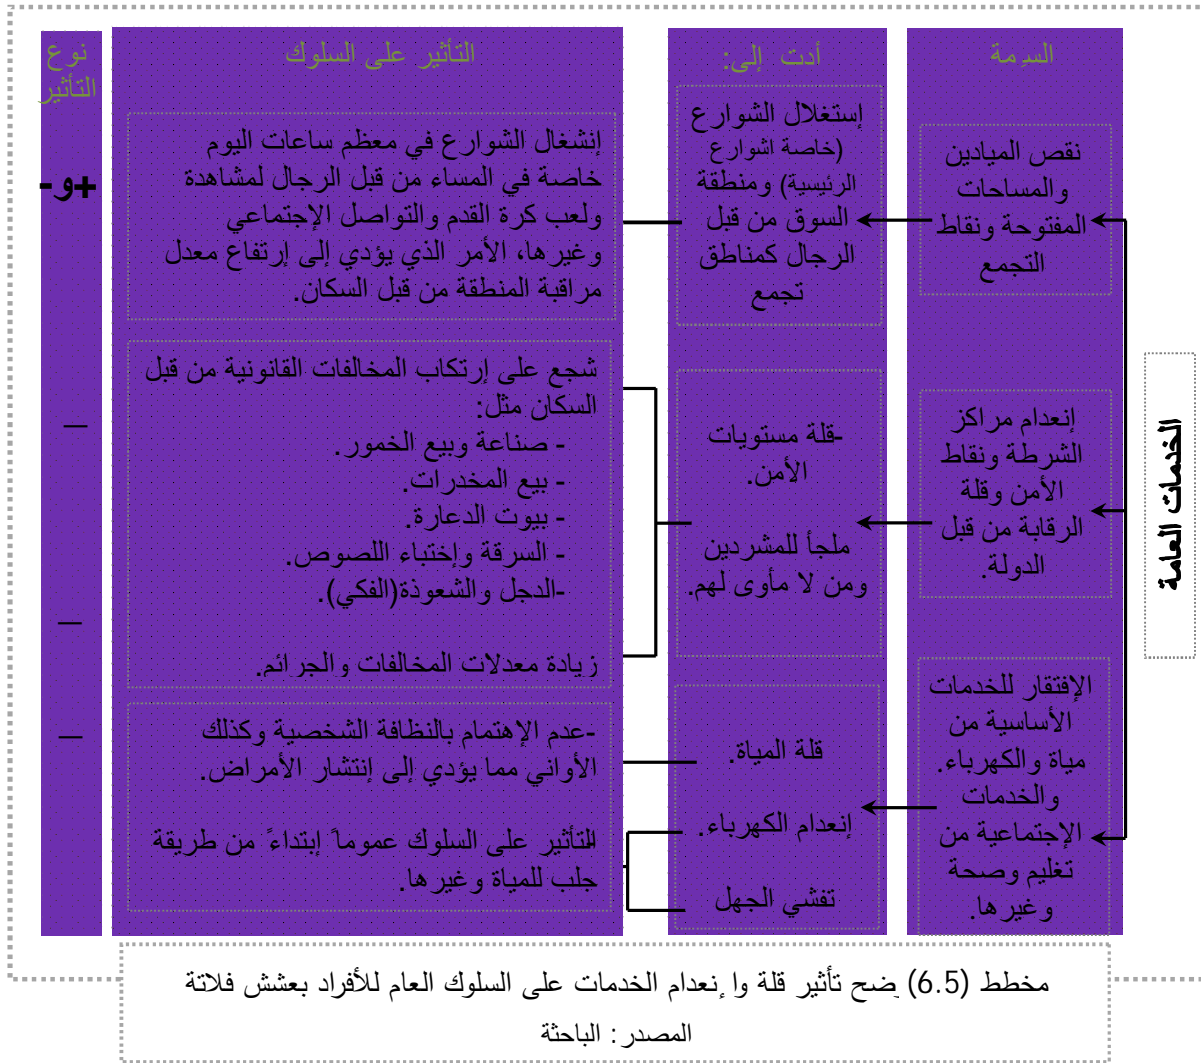 السمة
أدت إلى:
التأثير على السلوك
نوع
التأثير
الخدمات العامة
نقص الميادين
والمساحات
المفتوحة ونقاط
التجمع
إستغلال الشوارع
(خاصة اشوارع
الرئيسية) ومنطقة
السوق من قبل
الرجال كمناطق
تجمع
إنشغال الشوارع في معظم ساعات اليوم
خاصة في المساء من قبل الرجال لمشاهدة
ولعب كرة القدم والتواصل الإجتماعي
وغيرها، الأمر الذي يؤدي إلى إرتفاع معدل
مراقبة المنطقة من قبل السكان.
+و-
إنعدام مراكز
الشرطة ونقاط
الأمن وقلة
الرقابة من قبل
الدولة.
-قلة مستويات
الأمن.
ملجأ للمشردين
ومن لا مأوى لهم.
شجع على إرتكاب المخالفات القانونية من قبل
السكان مثل:
- صناعة وبيع الخمور.
- بيع المخدرات.
- بيوت الدعارة.
- السرقة وإختباء اللصوص.
-الدجل والشعوذة(الفكي).
زيادة معدلات المخالفات والجرائم.
_
_
الإفتقار للخدمات
الأساسية من
مياة والكهرباء.
والخدمات
الإجتماعية من
تغليم وصحة
وغيرها.
قلة المياة.
إنعدام الكهرباء.
تفشي الجهل
-عدم الإهتمام بالنظافة الشخصية وكذلك
الأواني مما يؤدي إلى إنتشار الأمراض.
التأثير على السلوك عموماً إبتداءً من طريقة
جلب للمياة وغيرها.
_
مخطط (6.5) يضح تأثير قلة وا ٕنعدام الخدمات على السلوك العام للأفراد بعشش فلاتة
المصدر: الباحثة